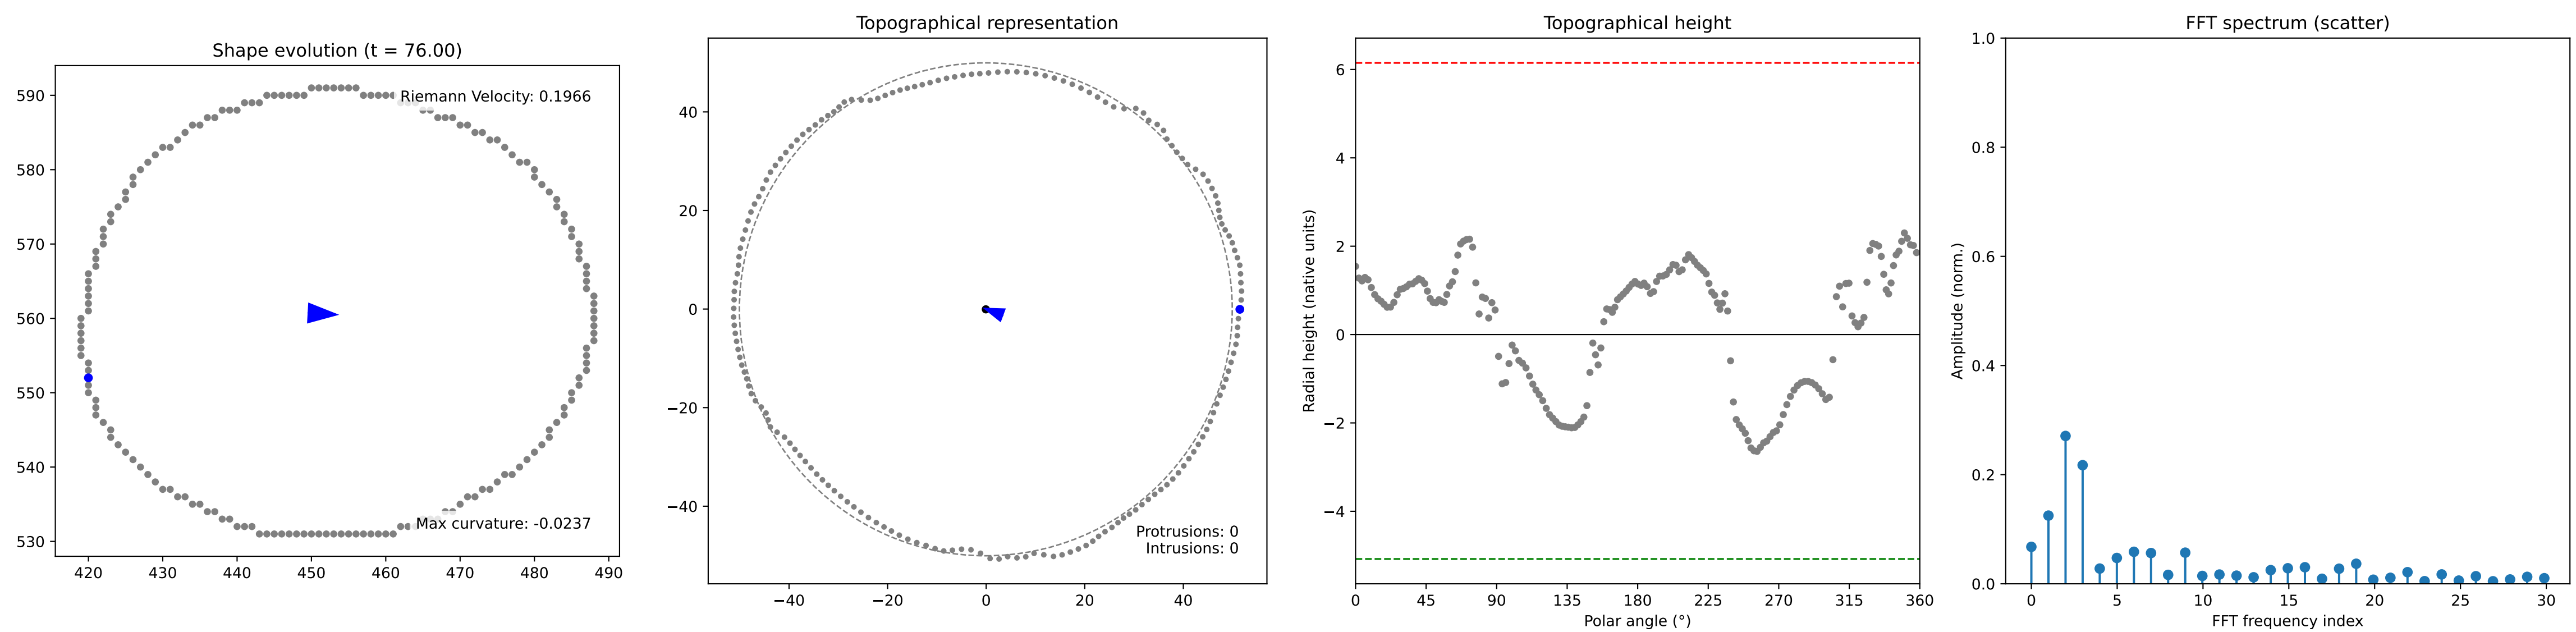 Shape evolution (t = 76.00)
Riemann Velocity: 0.1966
Max curvature: -0.0237
590
580
570
560
550
540
530
420 430 440 450 460 470 480 490
Topographical representation
40
20
0
−20
−40
−40 −20 0 20 40
Protrusions: 0
Intrusions: 0
Topographical height
Radial height (native units)
6
4
2
0
−2
−4
0 45 90 135 180 225 270 315 360
Polar angle (°)
FFT spectrum (scatter)
Amplitude (norm.)
1.0
0.8
0.6
0.4
0.2
0.0
0 5 10 15 20 25 30
FFT frequency index